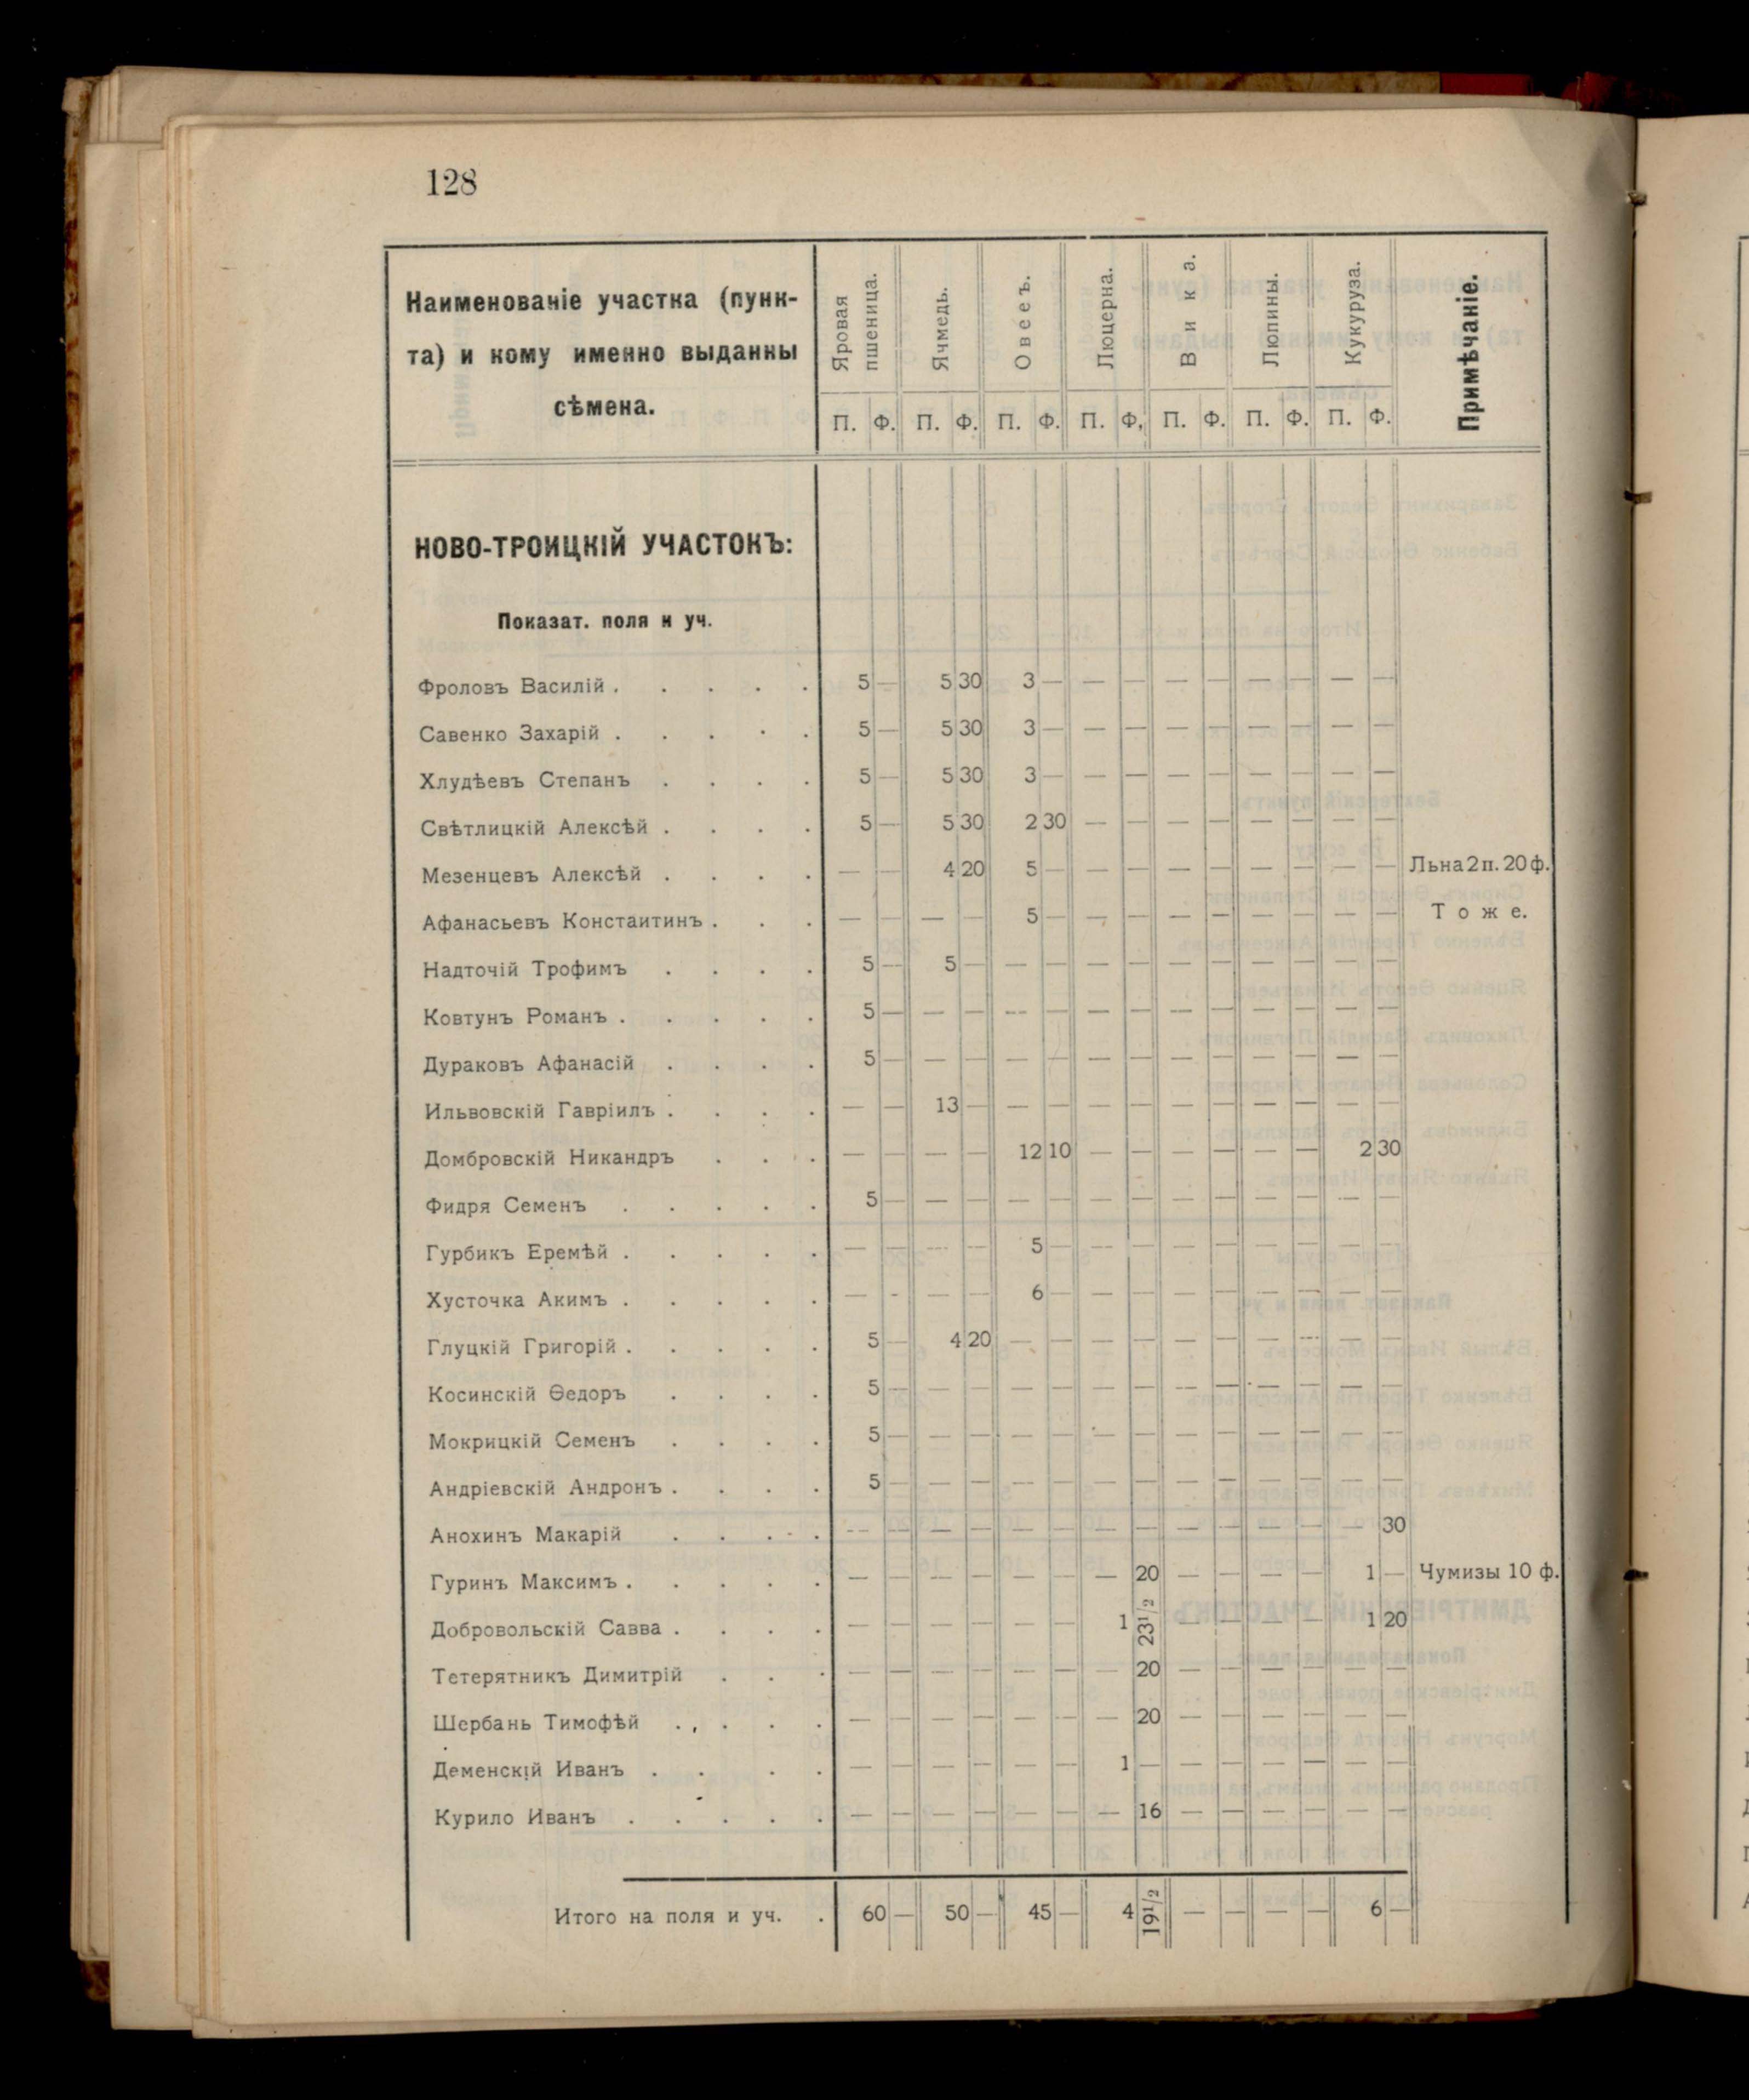 128
Наименованіе участка (пунк-
та) и кому именно выданны
сѣмена.
Яровая
пшеница.
Ячмедь.
Овееъ.
Люцерна.
Вика.
Люпины.
Кукуруза.
Примѣчаніе.
П. Ф. П. Ф. П. Ф. П. Ф, П. Ф. П. Ф. П. Ф.
НОВО-ТРОИЦКІЙ УЧАСТОКЪ:
Показат. поля и уч.
Фроловъ Василій . . . . . 5 — 5 30 3 — — — — — — — — —
Савенко Захарій . . . . . 5 — 5 30 3 — — — — — — — — —
Хлудѣевъ Степанъ . . . . 5 — 5 30 3 — — — — — — — — —
Свѣтлицкій Алексѣй . . . . 5 — 5 30 2 30 — — — — — — — —
Мезенцевъ Алексѣй . . . . — — 4 20 5 — — — — — — — — — Льна 2 п. 20 ф.
Афанасьевъ Констаитинъ . . . — — — — 5 — — — — — — — — — Тоже.
Надточій Трофимъ . . . . 5 — 5 — — — — — — — — — — —
Ковтунъ Романъ . . . . . 5 — — — — — — — — — — — — —
Дураковъ Афанасій . . . . 5 — — — — — — — — — — — — —
Ильвовскій Гавріилъ . . . . — — 13 — — — — — — — — — — —
Домбровскій Никандръ . . . — — — — 12 10 — — — — — — 2 30
Фидря Семенъ . . . . . 5 — — — — — — — — — — — — —
Гурбикъ Еремѣй . . . . . — — — — 5 — — — — — — — — —
Хусточка Акимъ . . . . . — - — — 6 — — — — — — — — —
Глуцкій Григорій . . . . . 5 — 4 20 — — — — — — — — — —
Косинскій Ѳедоръ . . . . 5 — — — — — — — — — — — — —
Мокрицкій Семенъ . . . . 5 — — — — — — — — — — — — —
Андріевскій Андронъ . . . . 5 — — — — — — — — — — — — —
Анохинъ Макарій . . . . — — — — — — — — — — — — — 30
Гуринъ Максимъ . . . . . — — — — — — — 20 — — — — 1 — Чумизы 10 ф.
Добровольскій Савва . . . . — — — — — — 1 23½ — — — — 1 20
Тетерятникъ Димитрій . . . — — — — — — — 20 — — — — — —
Шербань Тимофѣй . , . . . — — — — — — — 20 — — — — — —
Деменскій Иванъ . . . . — — — — — — 1 — — — — — — —
Курило Иванъ . . . . . — — — — — — — 16 — — — — — —
Итого на поля и уч. . 60 — 50 — 45 — 4 19½ — — — — 6 —